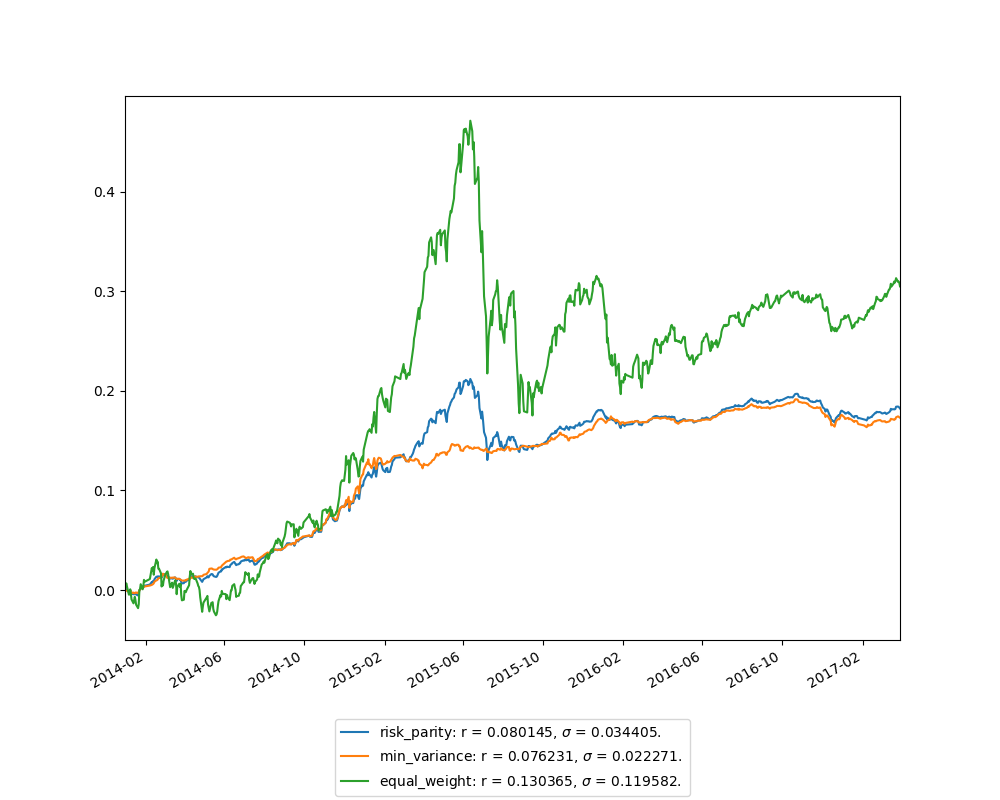 0.4
0.3
0.2
0.1
0.0
2014-02 2014-06 2014-10 2015-02 2015-06 2015-10 2016-02 2016-06 2016-10 2017-02
risk_parity: r = 0.080145, σ = 0.034405.
min_variance: r = 0.076231, σ = 0.022271.
equal_weight: r = 0.130365, σ = 0.119582.